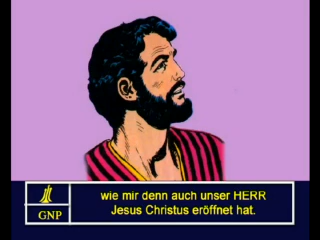 wie mir denn auch unser HERR
Jesus Christus eröffnet hat.
GNP